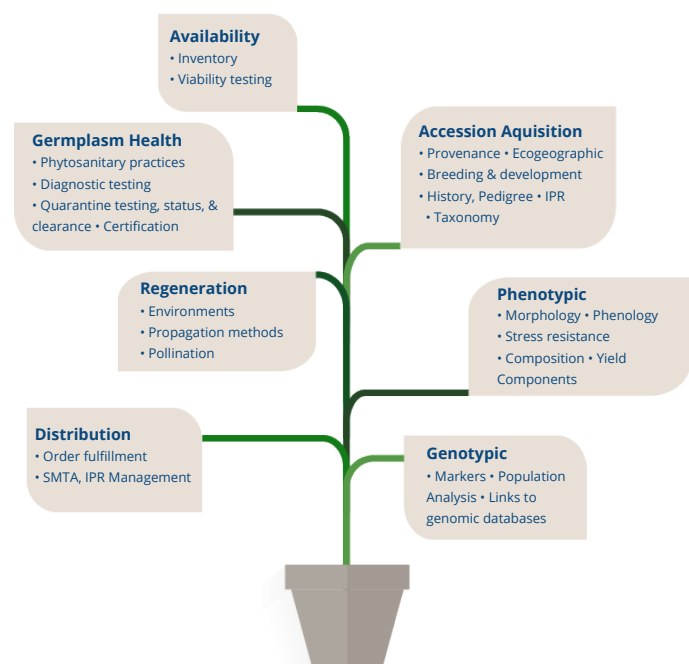 Availability
• Inventory
• Viability testing
Germplasm Health
• Phytosanitary practices
• Diagnostic testing
• Quarantine testing, status, &
clearance • Certification
Accession Aquisition
• Provenance • Ecogeographic
• Breeding & development
• History, Pedigree • IPR
• Taxonomy
Regeneration
• Environments
• Propagation methods
• Pollination
Phenotypic
• Morphology • Phenology
• Stress resistance
• Composition • Yield
Components
Distribution
• Order fulfillment
• SMTA, IPR Management
Genotypic
• Markers • Population
Analysis • Links to
genomic databases